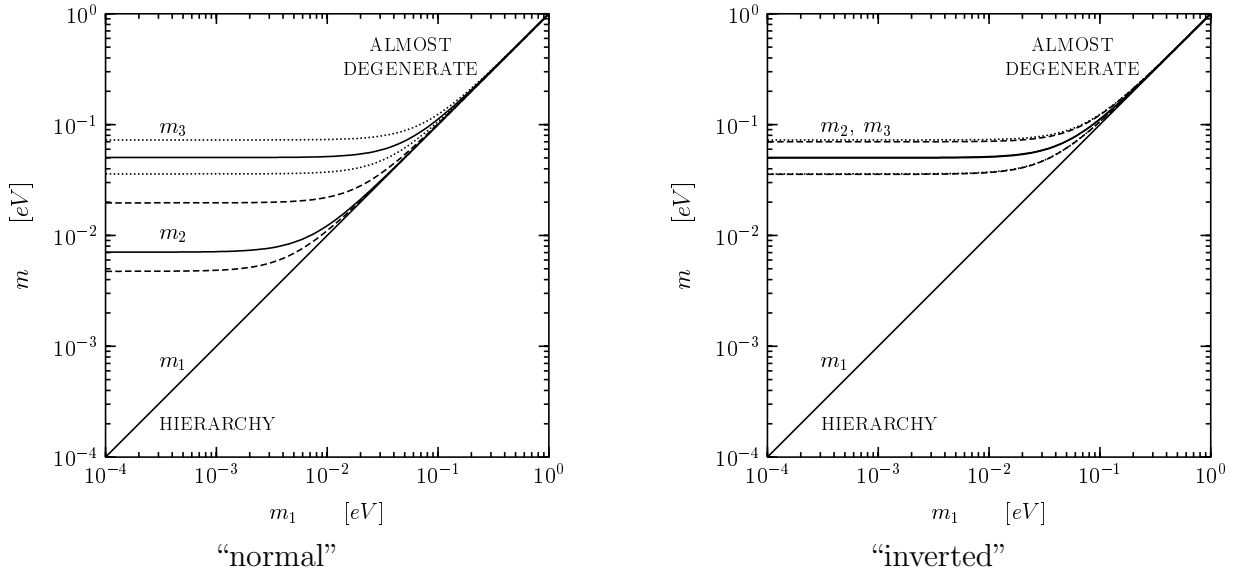 10^0
10^{-1}
10^{-2}
10^{-3}
10^{-4}
m [eV]
ALMOST
DEGENERATE
m_3
m_2
m_1
HIERARCHY
10^{-4} 10^{-3} 10^{-2} 10^{-1} 10^0
m_1 [eV]
“normal”
10^0
10^{-1}
10^{-2}
10^{-3}
10^{-4}
m [eV]
ALMOST
DEGENERATE
m_2, m_3
m_1
HIERARCHY
10^{-4} 10^{-3} 10^{-2} 10^{-1} 10^0
m_1 [eV]
“inverted”